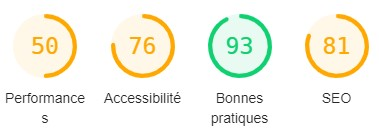 50 76 93 81
Performance Accessibilité Bonnes SEO
s pratiques